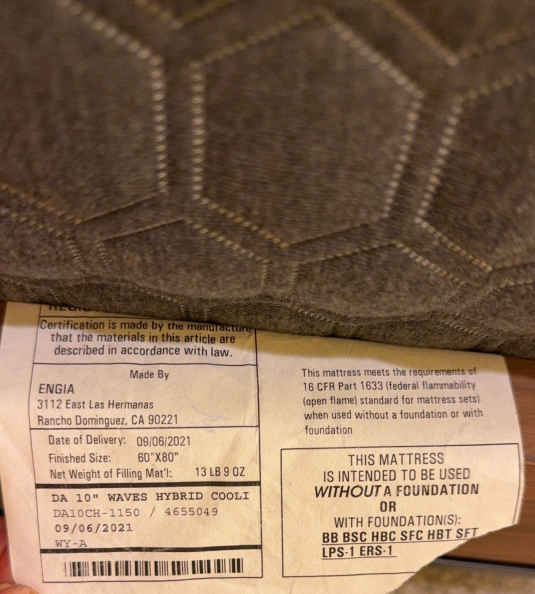 Certification is made by the manufacturer
that the materials in this article are
described in accordance with law.
Made By
ENGIA
3112 East Las Hermanas
Rancho Dominguez, CA 90221
Date of Delivery: 09/06/2021
Finished Size: 60"X80"
Net Weight of Filling Mat'l: 13 LB 9 OZ
DA 10" WAVES HYBRID COOLI
DA10CH-1150 / 4655049
09/06/2021
WY-A
This mattress meets the requirements of
16 CFR Part 1633 (federal flammability
(open flame) standard for mattress sets)
when used without a foundation or with
foundation
THIS MATTRESS
IS INTENDED TO BE USED
WITHOUT A FOUNDATION
OR
WITH FOUNDATION(S):
BB BSC HBC SFC HBT SFT
LPS-1 ERS-1